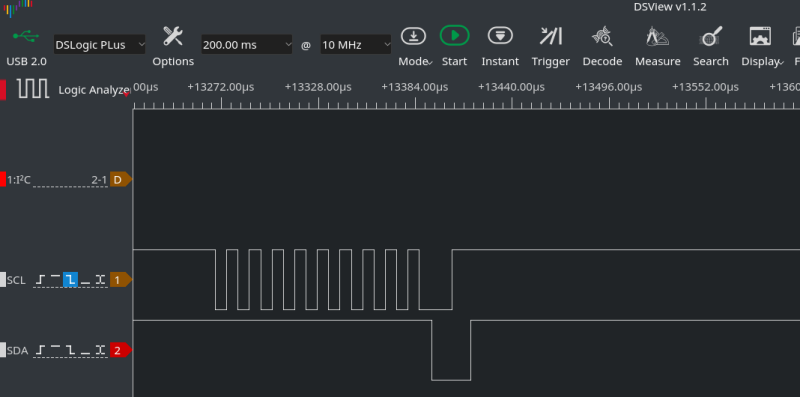 DSView v1.1.2
DSLogic PLus
200.00 ms
@
10 MHz
USB 2.0
Options
Mode
Start
Instant
Trigger
Decode
Measure
Search
Display
F
Logic Analyze
00µs
+13272.00µs
+13328.00µs
+13384.00µs
+13440.00µs
+13496.00µs
+13552.00µs
+1360
1:I²C
2-1
D
SCL
1
SDA
2